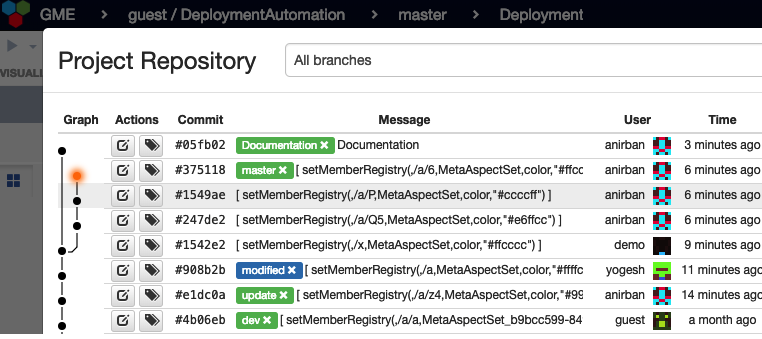 GME > guest / DeploymentAutomation > master > Deployment
VISUALI
Project Repository All branches
Graph Actions Commit Message User Time
#05fb02 Documentation × Documentation anirban 3 minutes ago
#375118 master × [ setMemberRegistry(,/a/6,MetaAspectSet,color,"#ffcc anirban 6 minutes ago
#1549ae [ setMemberRegistry(,/a/P,MetaAspectSet,color,"#ccccff") ] anirban 6 minutes ago
#247de2 [ setMemberRegistry(,/a/Q5,MetaAspectSet,color,"#e6ffcc") ] anirban 6 minutes ago
#1542e2 [ setMemberRegistry(,/x,MetaAspectSet,color,"#ffcccc") ] demo 9 minutes ago
#908b2b modified × [ setMemberRegistry(,/a,MetaAspectSet,color,"#ffffc yogesh 11 minutes ago
#e1dc0a update × [ setMemberRegistry(,/a/z4,MetaAspectSet,color,"#99 anirban 14 minutes ago
#4b06eb dev × [ setMemberRegistry(,/a/a,MetaAspectSet_b9bcc599-84 guest a month ago